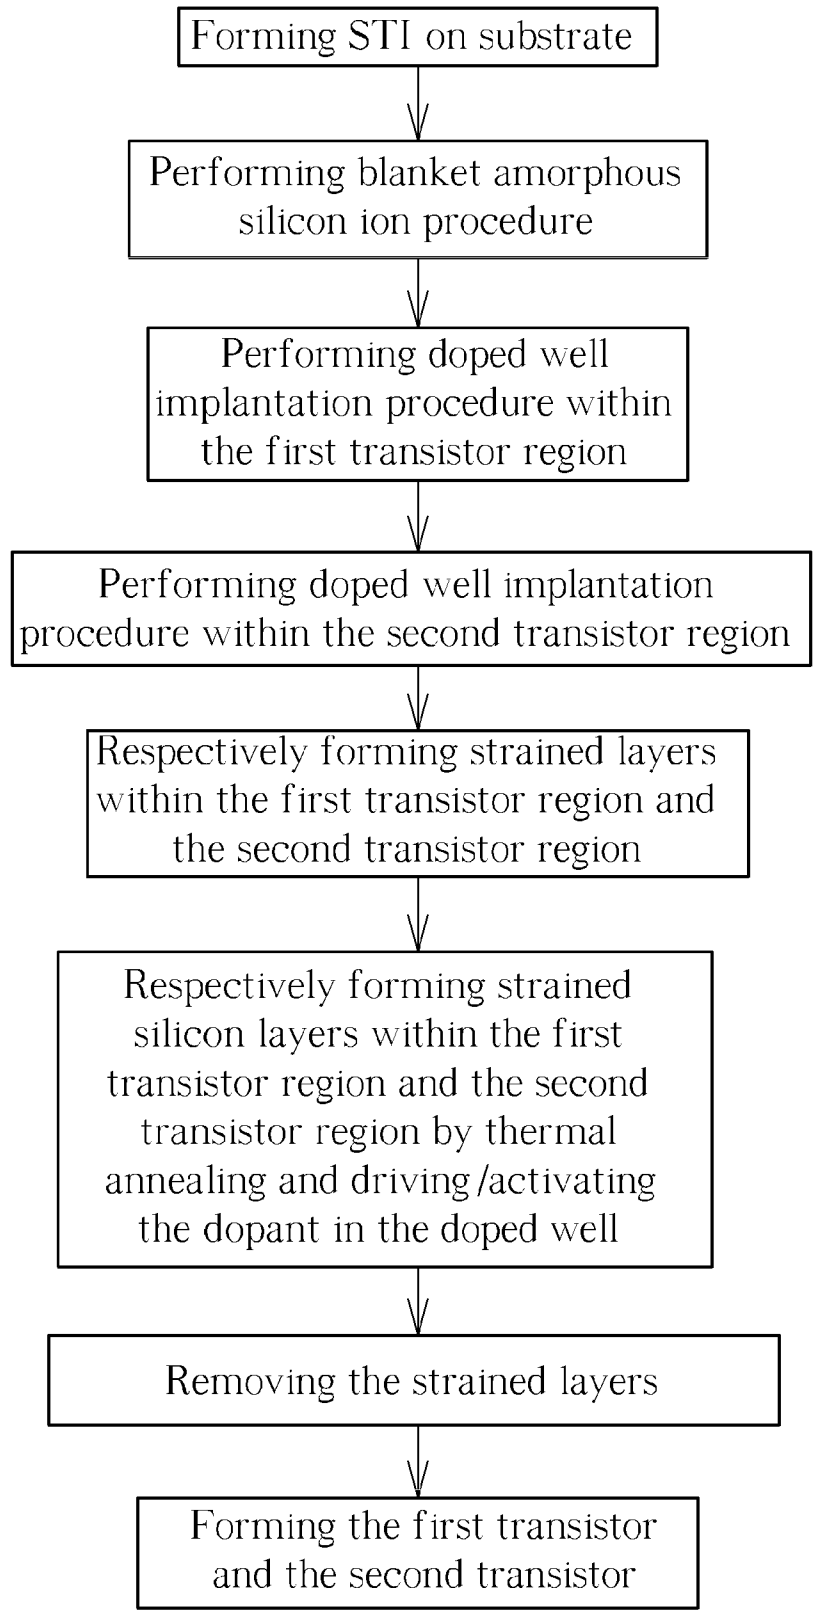 Forming STI on substrate
Performing blanket amorphous
silicon ion procedure
Performing doped well
implantation procedure within
the first transistor region
Performing doped well implantation
procedure within the second transistor region
Respectively forming strained layers
within the first transistor region and
the second transistor region
Respectively forming strained
silicon layers within the first
transistor region and the second
transistor region by thermal
annealing and driving/activating
the dopant in the doped well
Removing the strained layers
Forming the first transistor
and the second transistor